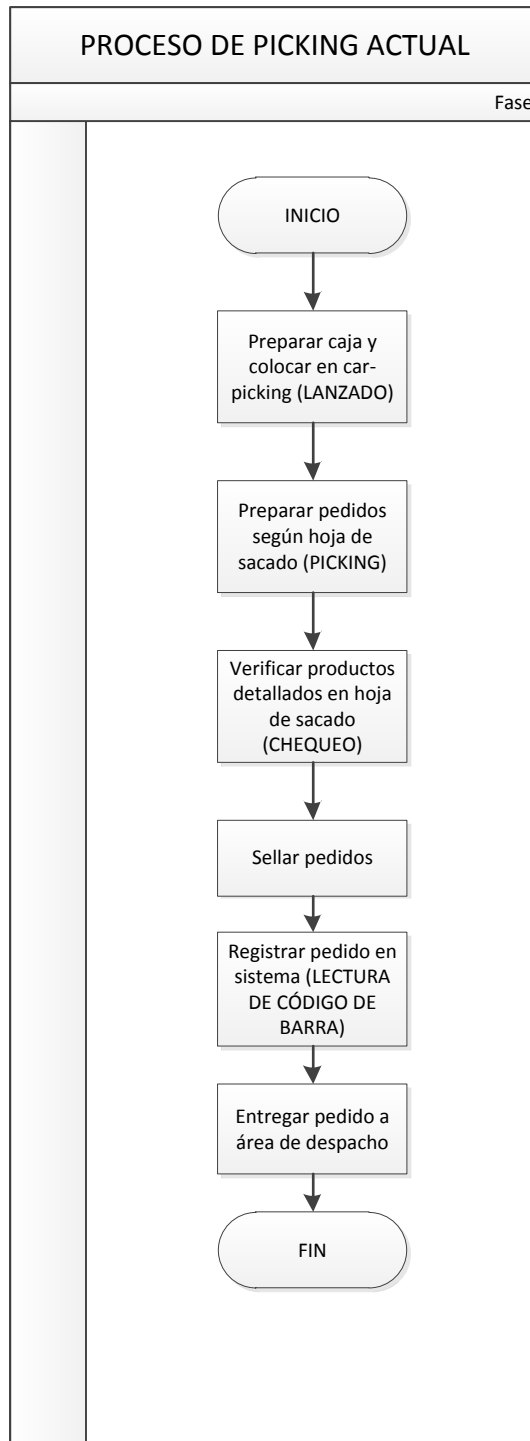 PROCESO DE PICKING ACTUAL
Fase
INICIO
Preparar caja y
colocar en car-
picking (LANZADO)
Preparar pedidos
según hoja de
sacado (PICKING)
Verificar productos
detallados en hoja
de sacado
(CHEQUEO)
Sellar pedidos
Registrar pedido en
sistema (LECTURA
DE CÓDIGO DE
BARRA)
Entregar pedido a
área de despacho
FIN